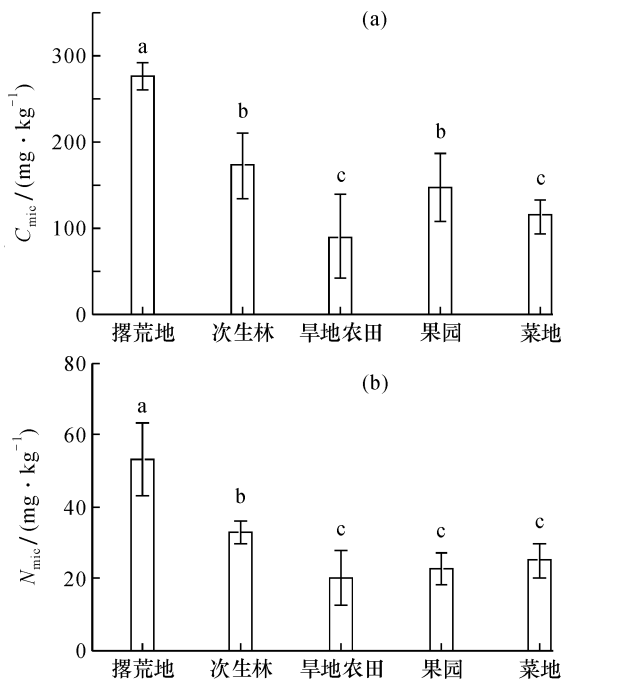 (a)
C_mic/(mg·kg⁻¹)
300
200
100
0
a
b
c
b
c
撂荒地 次生林 旱地农田 果园 菜地
(b)
N_mic/(mg·kg⁻¹)
80
60
40
20
0
a
b
c
c
c
撂荒地 次生林 旱地农田 果园 菜地